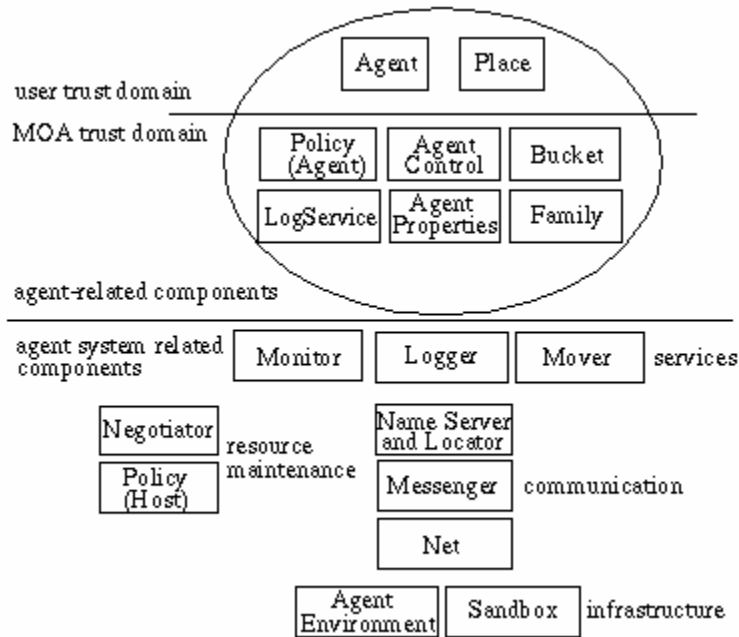 Agent
Place
user trust domain
MOA trust domain
Policy
(Agent)
Agent
Control
Bucket
LogService
Agent
Properties
Family
agent-related components
agent system related
components
Monitor
Logger
Mover
services
Negotiator
resource
maintenance
Policy
(Host)
Name Server
and Locator
Messenger
communication
Net
Agent
Environment
Sandbox
infrastructure